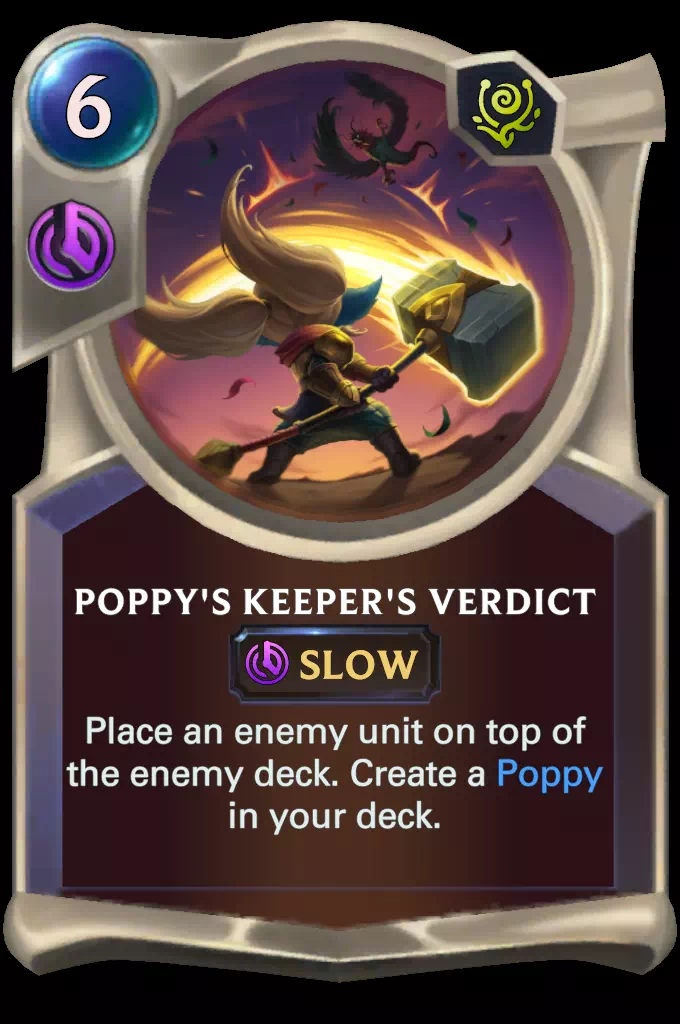 6
POPPY'S KEEPER'S VERDICT
SLOW
Place an enemy unit on top of
the enemy deck. Create a Poppy
in your deck.